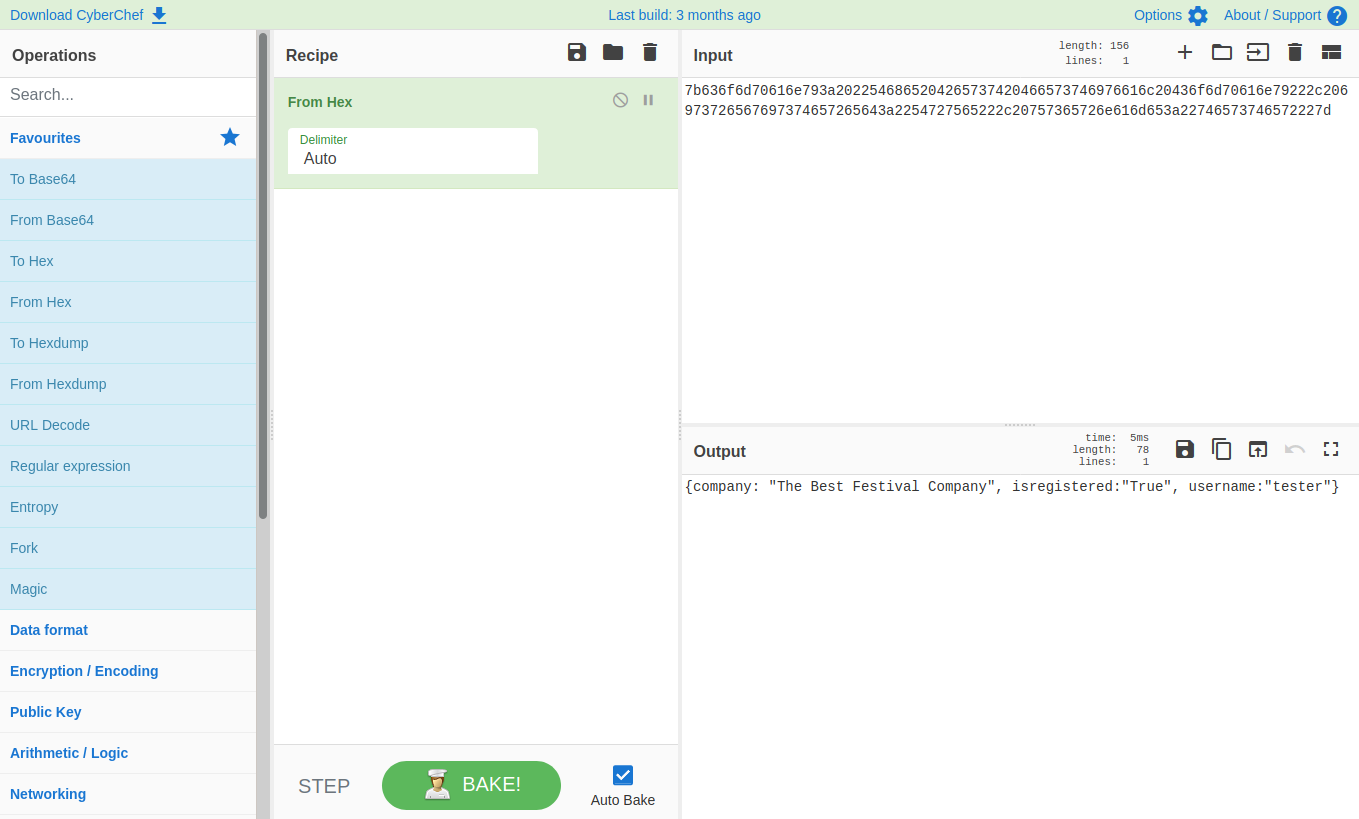 Download CyberChef
Last build: 3 months ago
Options
About / Support
Operations
Search...
Favourites
To Base64
From Base64
To Hex
From Hex
To Hexdump
From Hexdump
URL Decode
Regular expression
Entropy
Fork
Magic
Data format
Encryption / Encoding
Public Key
Arithmetic / Logic
Networking
Recipe
From Hex
Delimiter
Auto
STEP
BAKE!
Auto Bake
Input
length: 156
lines: 1
7b636f6d70616e793a2022546865204265737420466573746976616c20436f6d70616e79222c206
9737265676973746572656​43a2254727565222c20757365726e616d653a22746573746572227d
Output
time: 5ms
length: 78
lines: 1
{company: "The Best Festival Company", isregistered:"True", username:"tester"}